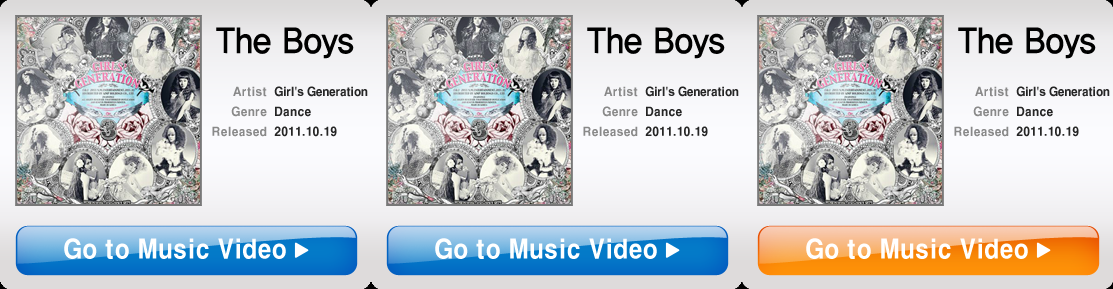 The Boys
GIRLS' GENERATION
Artist Girl's Generation
Genre Dance
Released 2011.10.19
Go to Music Video
The Boys
GIRLS' GENERATION
Artist Girl's Generation
Genre Dance
Released 2011.10.19
Go to Music Video
The Boys
GIRLS' GENERATION
Artist Girl's Generation
Genre Dance
Released 2011.10.19
Go to Music Video